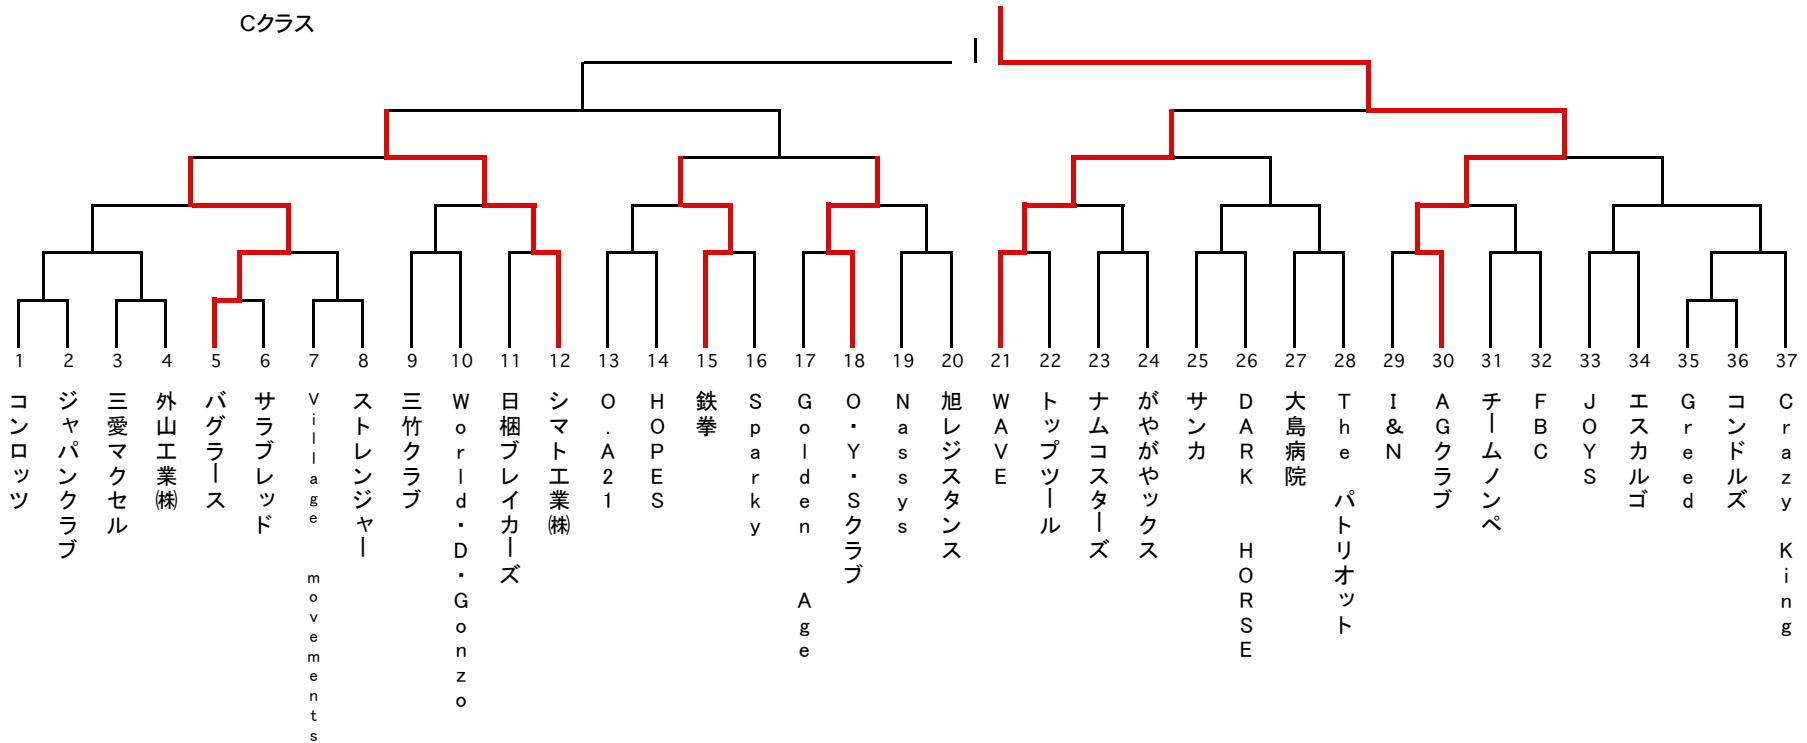 Cクラス
1 2 3 4 5 6 7 8 9 10 11 12 13 14 15 16 17 18 19 20 21 22 23 24 25 26 27 28 29 30 31 32 33 34 35 36 37
コンロッツ
ジャパンクラブ
三愛マクセル
外山工業㈱
バグラース
サラブレッド
Village movements
ストレンジャー
三竹クラブ
World・D・Gonzo
日梱ブレイカーズ
シマト工業㈱
O.A21
HOPES
鉄拳
Sparky
Golden Age
O・Y・Sクラブ
Nassys
旭レジスタンス
WAVE
トップツール
ナムコスターズ
がやがやックス
サンカ
DARK HORSE
大島病院
The パトリオット
I&N
AGクラブ
チームノンペ
FBC
JOYS
エスカルゴ
Greed
コンドルズ
Crazy King